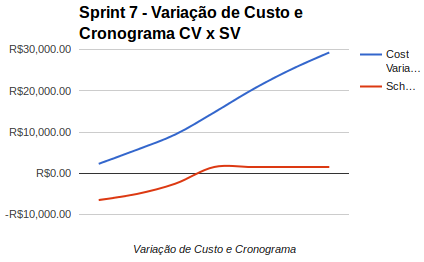 Sprint 7 - Variação de Custo e
Cronograma CV x SV
R$30,000.00
R$20,000.00
R$10,000.00
R$0.00
-R$10,000.00
Cost
Varia…
Sch…
Variação de Custo e Cronograma